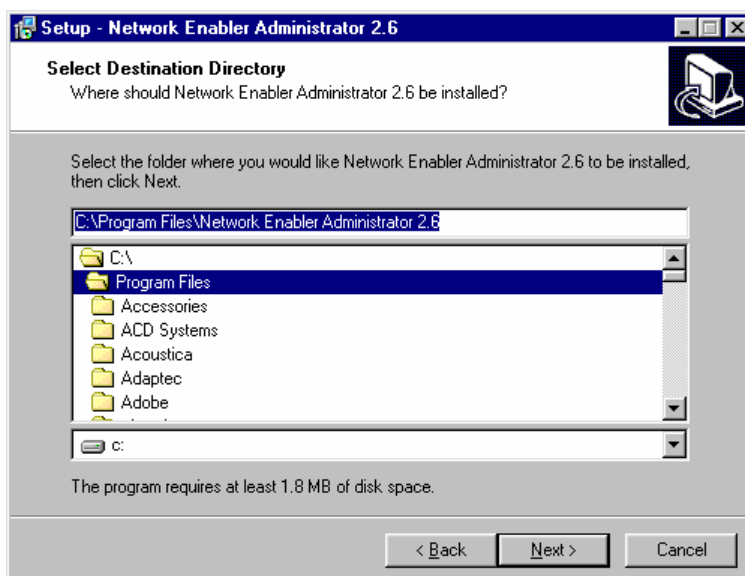 Setup - Network Enabler Administrator 2.6
Select Destination Directory
Where should Network Enabler Administrator 2.6 be installed?
Select the folder where you would like Network Enabler Administrator 2.6 to be installed,
then click Next.
C:\Program Files\Network Enabler Administrator 2.6
C:\
Program Files
Accessories
ACD Systems
Acoustica
Adaptec
Adobe
c:
The program requires at least 1.8 MB of disk space.
< Back
Next >
Cancel